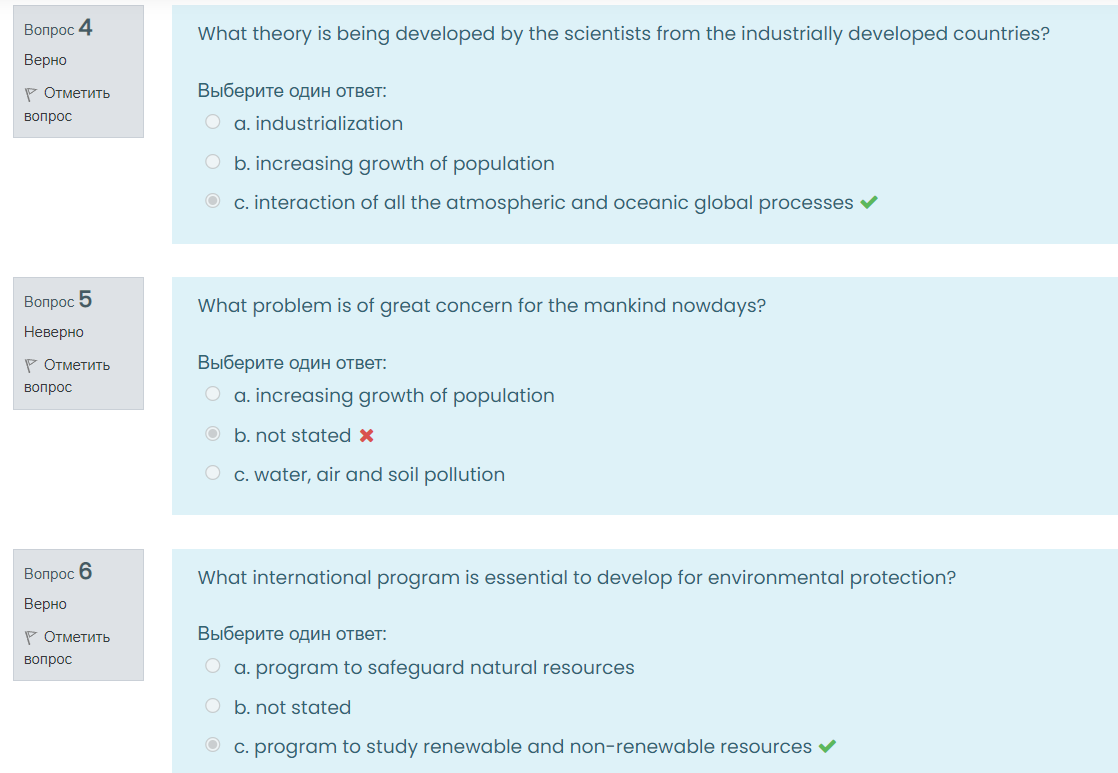 Вопрос 4
Верно
Отметить
вопрос
What theory is being developed by the scientists from the industrially developed countries?
Выберите один ответ:
a. industrialization
b. increasing growth of population
c. interaction of all the atmospheric and oceanic global processes
Вопрос 5
Неверно
Отметить
вопрос
What problem is of great concern for the mankind nowdays?
Выберите один ответ:
a. increasing growth of population
b. not stated
c. water, air and soil pollution
Вопрос 6
Верно
Отметить
вопрос
What international program is essential to develop for environmental protection?
Выберите один ответ:
a. program to safeguard natural resources
b. not stated
c. program to study renewable and non-renewable resources